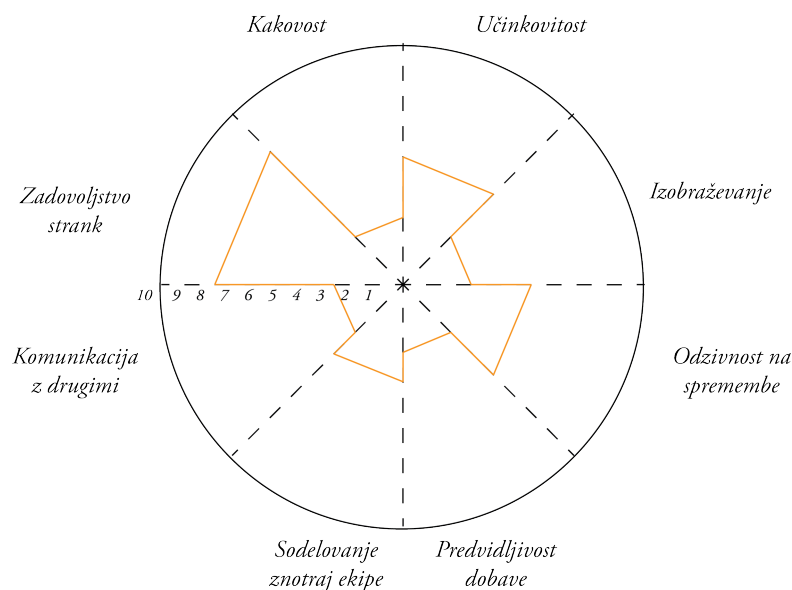 Kakovost
Učinkovitost
Zadovoljstvo
strank
Izobraževanje
10 9 8 7 6 5 4 3 2 1
Komunikacija
z drugimi
Odzivnost na
spremembe
Sodelovanje
znotraj ekipe
Predvidljivost
dobave